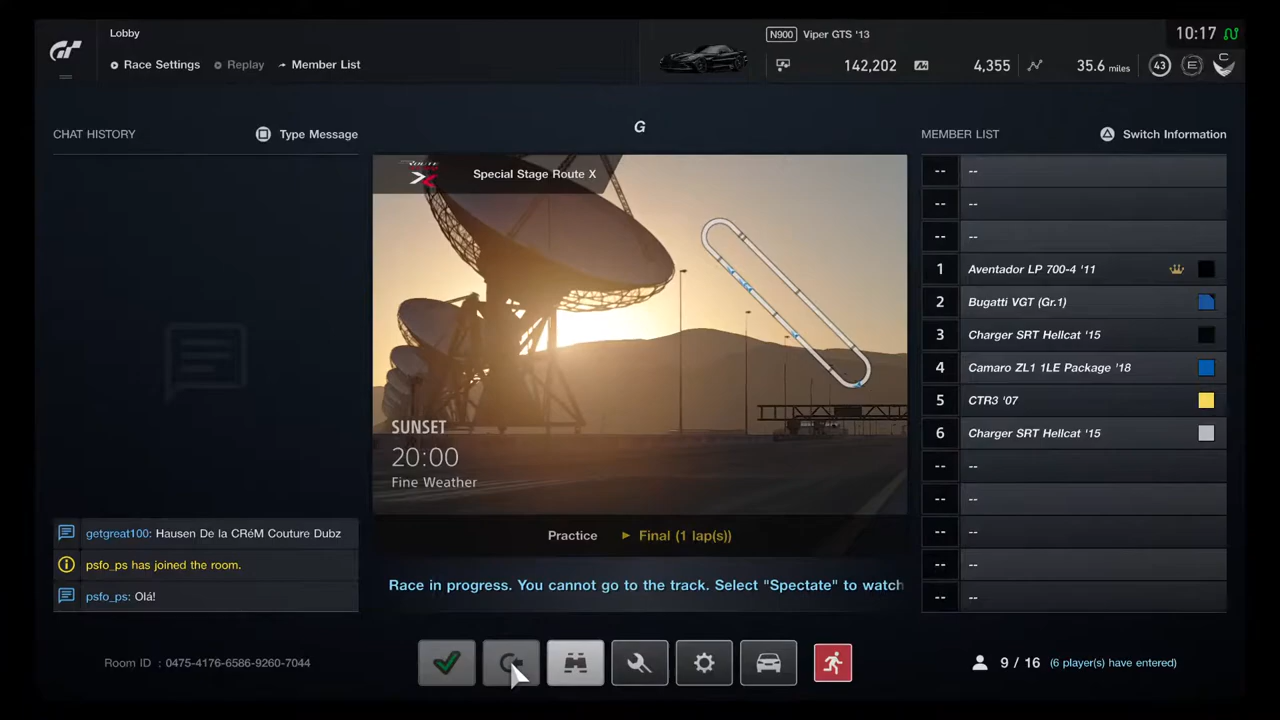 Lobby
Race Settings
Replay
Member List
N900
Viper GTS '13
142,202
4,355
35.6 miles
43
E
C
10:17
CHAT HISTORY
Type Message
G
MEMBER LIST
Switch Information
ROUTE X
Special Stage Route X
SUNSET
20:00
Fine Weather
Practice
Final (1 lap(s))
Race in progress. You cannot go to the track. Select "Spectate" to watch
-- --
-- --
-- --
1 Aventador LP 700-4 '11
2 Bugatti VGT (Gr.1)
3 Charger SRT Hellcat '15
4 Camaro ZL1 1LE Package '18
5 CTR3 '07
6 Charger SRT Hellcat '15
-- --
-- --
-- --
-- --
-- --
getgreat100: Hausen De la CRéM Couture Dubz
psfo_ps has joined the room.
psfo_ps: Olá!
Room ID : 0475-4176-6586-9260-7044
9 / 16 (6 player(s) have entered)